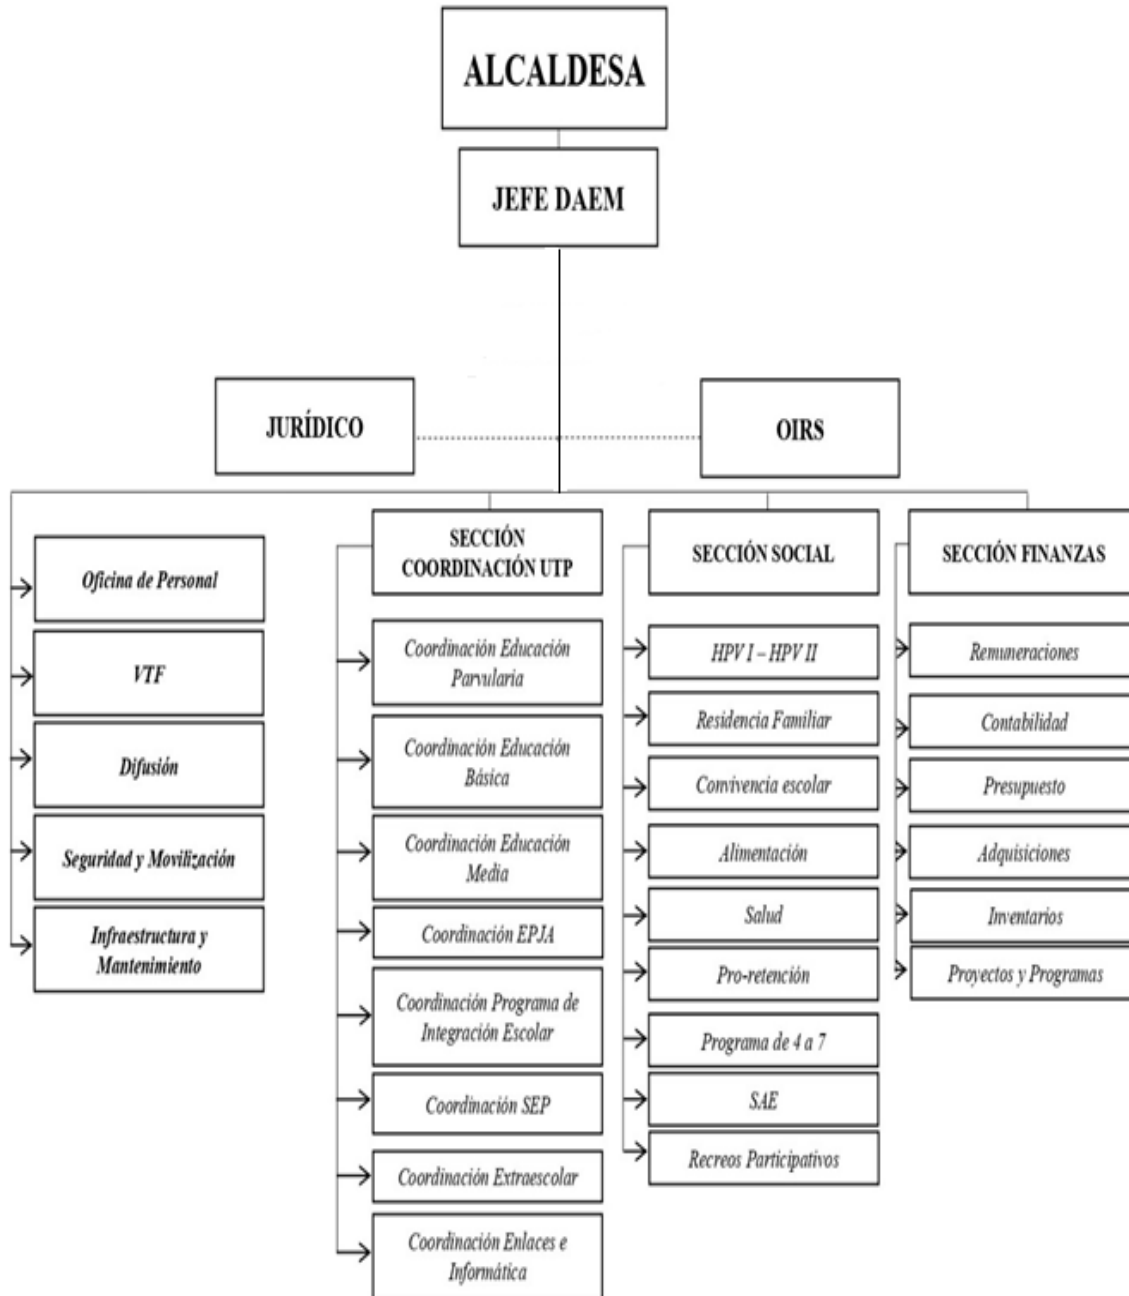 ALCALDESA
JEFE DAEM
JURÍDICO
OIRS
Oficina de Personal
VTF
Difusión
Seguridad y Movilización
Infraestructura y
Mantenimiento
SECCIÓN
COORDINACIÓN UTP
Coordinación Educación
Parvularia
Coordinación Educación
Básica
Coordinación Educación
Media
Coordinación EPJA
Coordinación Programa de
Integración Escolar
Coordinación SEP
Coordinación Extraescolar
Coordinación Enlaces e
Informática
SECCIÓN SOCIAL
HPV I – HPV II
Residencia Familiar
Convivencia escolar
Alimentación
Salud
Pro-retención
Programa de 4 a 7
SAE
Recreos Participativos
SECCIÓN FINANZAS
Remuneraciones
Contabilidad
Presupuesto
Adquisiciones
Inventarios
Proyectos y Programas